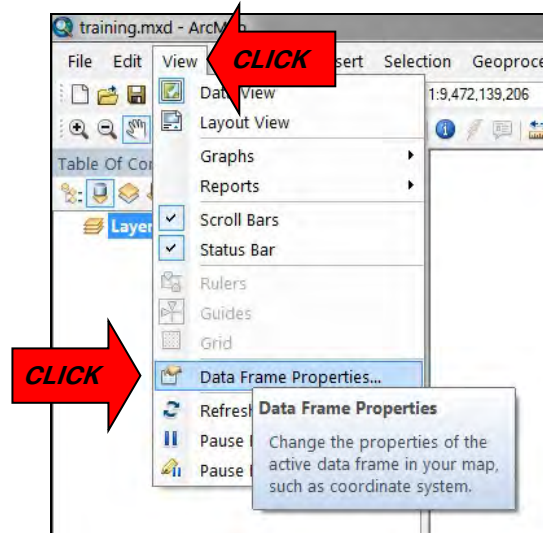 training.mxd - Arc
File Edit View CLICK sert Selection Geoproce
Data View 1:9,472,139,206
Layout View
Table Of Co
Graphs
Reports
Layer
Scroll Bars
Status Bar
Rulers
Guides
Grid
CLICK Data Frame Properties...
Refresh
Pause
Pause
Data Frame Properties
Change the properties of the
active data frame in your map,
such as coordinate system.